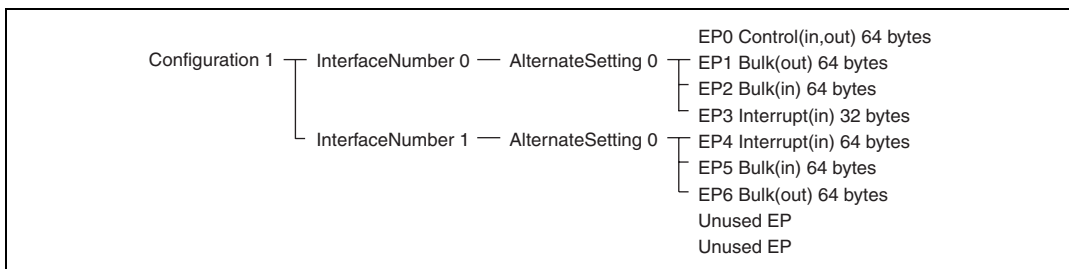 EP0 Control(in,out) 64 bytes
Configuration 1 InterfaceNumber 0 AlternateSetting 0 EP1 Bulk(out) 64 bytes
EP2 Bulk(in) 64 bytes
EP3 Interrupt(in) 32 bytes
InterfaceNumber 1 AlternateSetting 0 EP4 Interrupt(in) 64 bytes
EP5 Bulk(in) 64 bytes
EP6 Bulk(out) 64 bytes
Unused EP
Unused EP